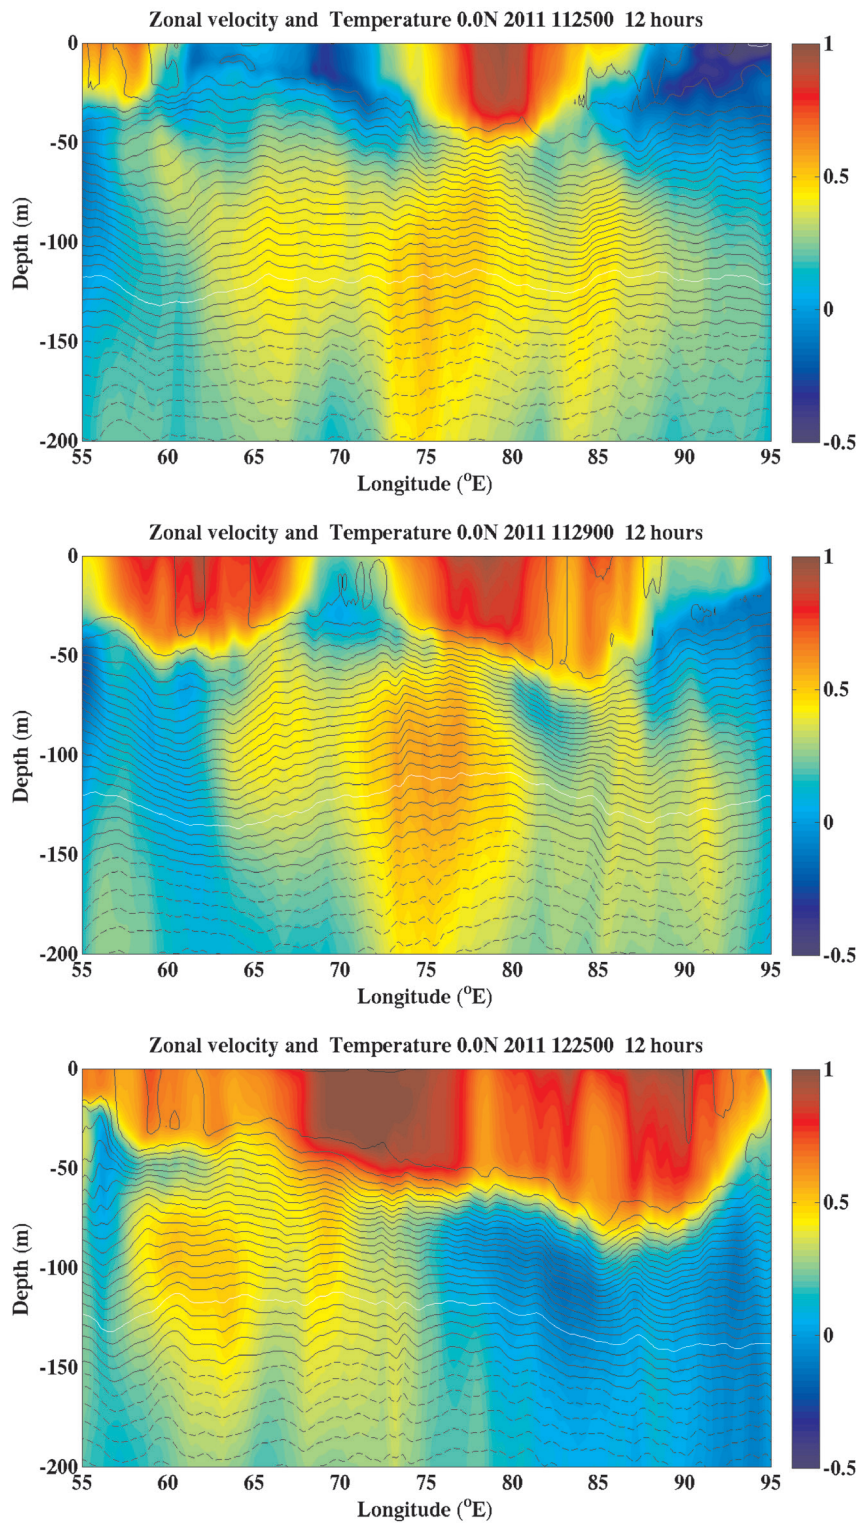 Zonal velocity and Temperature 0.0N 2011 112500 12 hours
0
-50
-100
-150
-200
Depth (m)
55 60 65 70 75 80 85 90 95
Longitude (°E)
1
0.5
0
-0.5
Zonal velocity and Temperature 0.0N 2011 112900 12 hours
0
-50
-100
-150
-200
Depth (m)
55 60 65 70 75 80 85 90 95
Longitude (°E)
1
0.5
0
-0.5
Zonal velocity and Temperature 0.0N 2011 122500 12 hours
0
-50
-100
-150
-200
Depth (m)
55 60 65 70 75 80 85 90 95
Longitude (°E)
1
0.5
0
-0.5